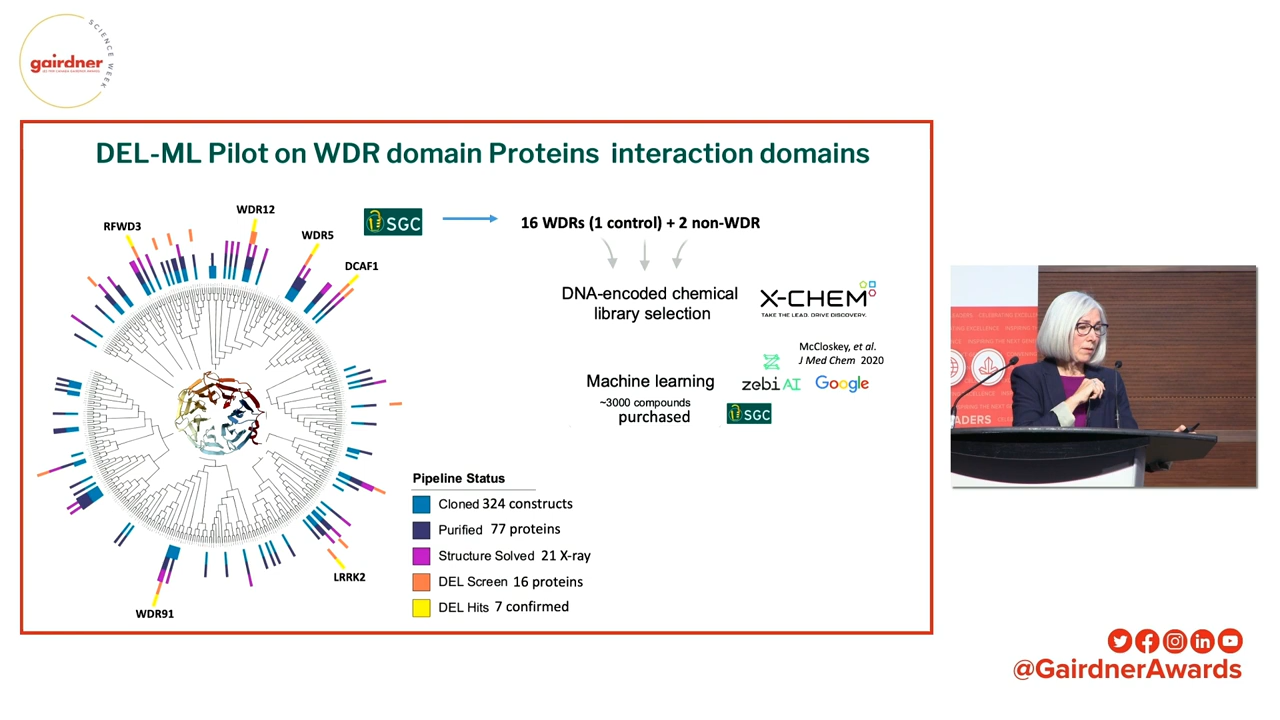 SCIENCE WEEK
gairdner
DEL-ML Pilot on WDR domain Proteins interaction domains
RFWD3
WDR12
WDR5
DCAF1
LRRK2
WDR91
SGC
16 WDRs (1 control) + 2 non-WDR
DNA-encoded chemical
library selection
X-CHEM
TAKE THE LEAD. DRIVE DISCOVERY.
McCloskey, et al.
J Med Chem 2020
Machine learning
~3000 compounds
purchased
zebiAI
Google
SGC
Pipeline Status
Cloned 324 constructs
Purified 77 proteins
Structure Solved 21 X-ray
DEL Screen 16 proteins
DEL Hits 7 confirmed
@GairdnerAwards